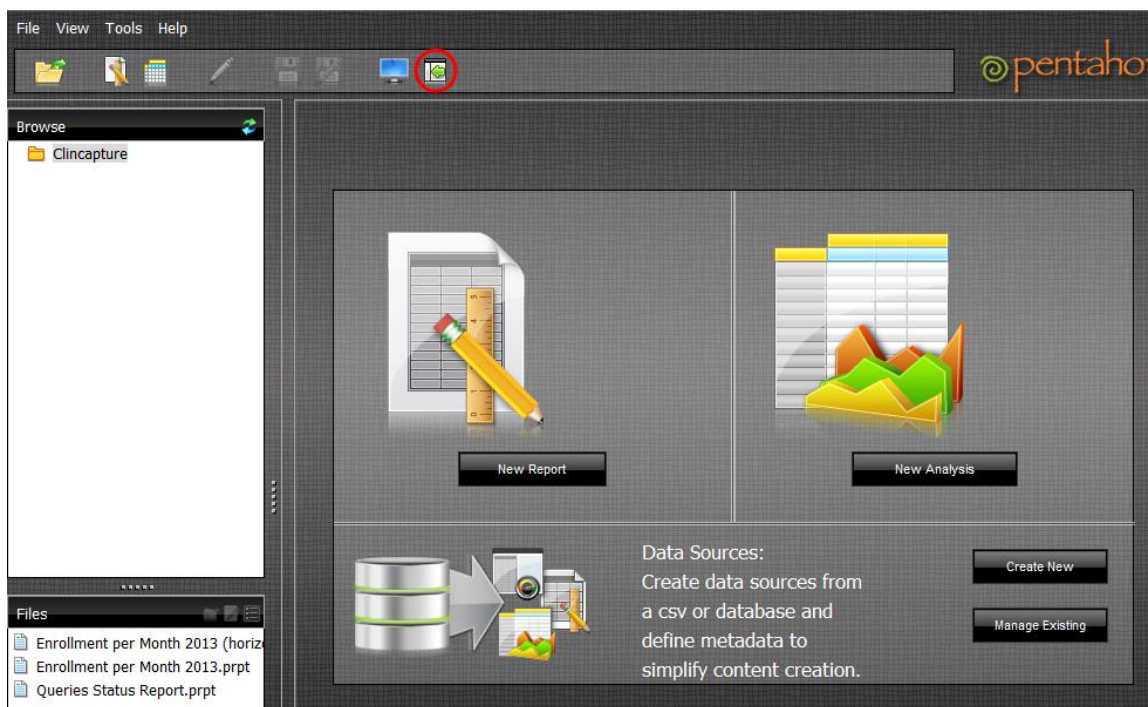 File View Tools Help
pentaho
Browse
Clincapture
New Report
New Analysis
Data Sources:
Create data sources from
a csv or database and
define metadata to
simplify content creation.
Create New
Manage Existing
Files
Enrollment per Month 2013 (horiz
Enrollment per Month 2013.prpt
Queries Status Report.prpt